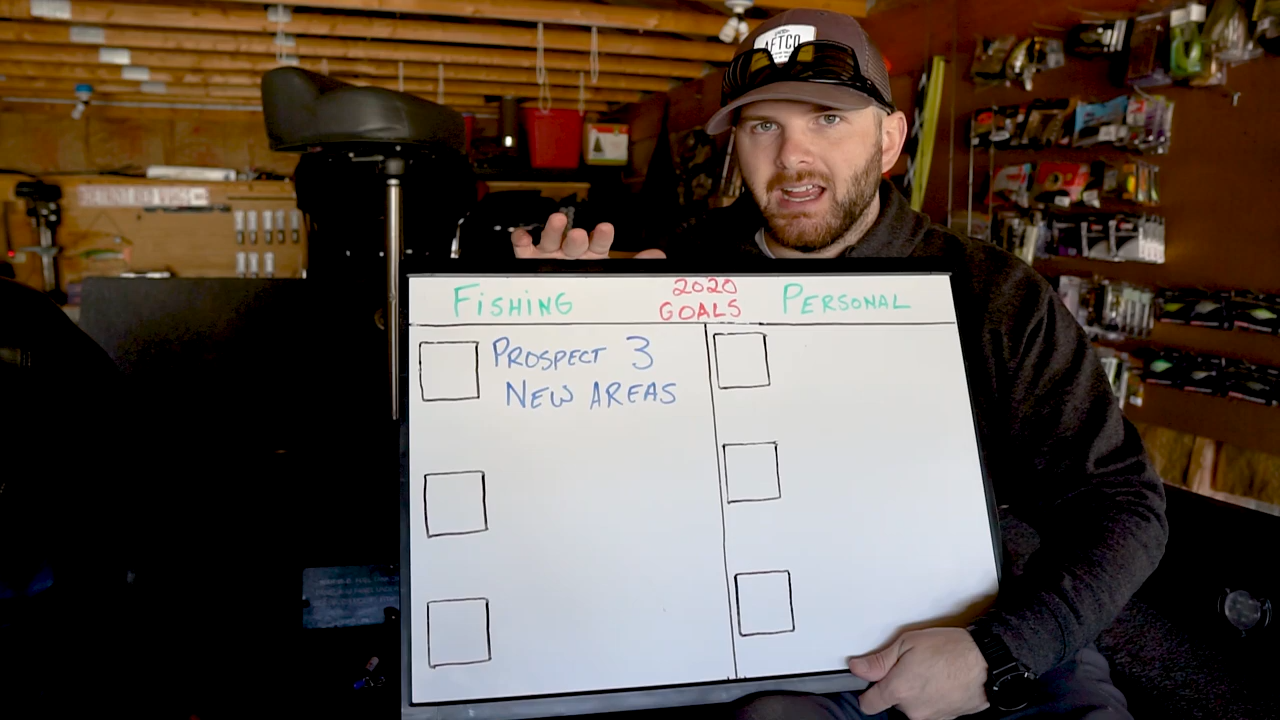 AFTCO
2020
FISHING GOALS PERSONAL
PROSPECT 3
NEW AREAS